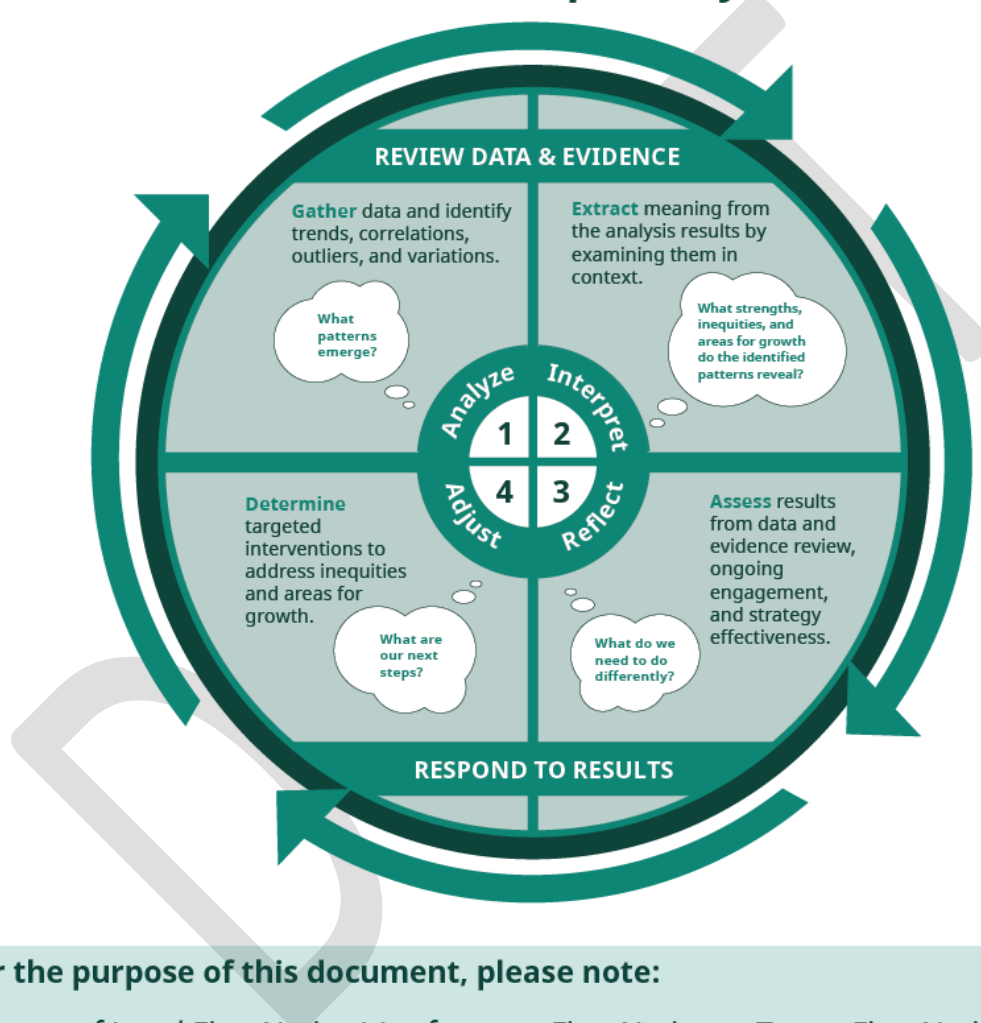 REVIEW DATA & EVIDENCE
Gather data and identify
trends, correlations,
outliers, and variations.
What
patterns
emerge?
Extract meaning from
the analysis results by
examining them in
context.
What strengths,
inequities, and
areas for growth
do the identified
patterns reveal?
Analyze
Interpret
1
2
4
3
Adjust
Reflect
Determine
targeted
interventions to
address inequities
and areas for
growth.
What are
our next
steps?
Assess results
from data and
evidence review,
ongoing
engagement,
and strategy
effectiveness.
What do we
need to do
differently?
RESPOND TO RESULTS
the purpose of this document, please note: